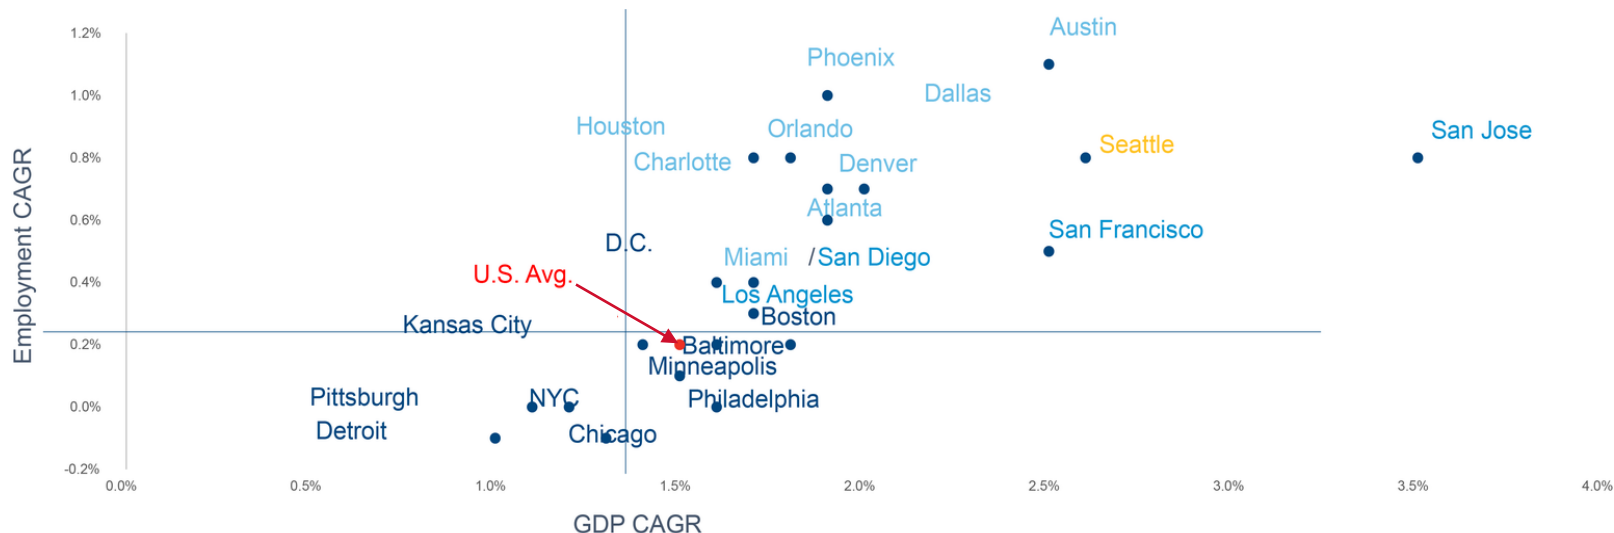 Austin
1.2%
Phoenix
1.0%
Dallas
Houston
Orlando
San Jose
Seattle
0.8%
Charlotte
Denver
0.6%
Atlanta
San Francisco
D.C.
Miami / San Diego
U.S. Avg.
0.4%
Los Angeles
Boston
Kansas City
0.2%
Baltimore
Minneapolis
Pittsburgh
NYC
Philadelphia
0.0%
Detroit
Chicago
-0.2%
Employment CAGR
0.0% 0.5% 1.0% 1.5% 2.0% 2.5% 3.0% 3.5% 4.0%
GDP CAGR